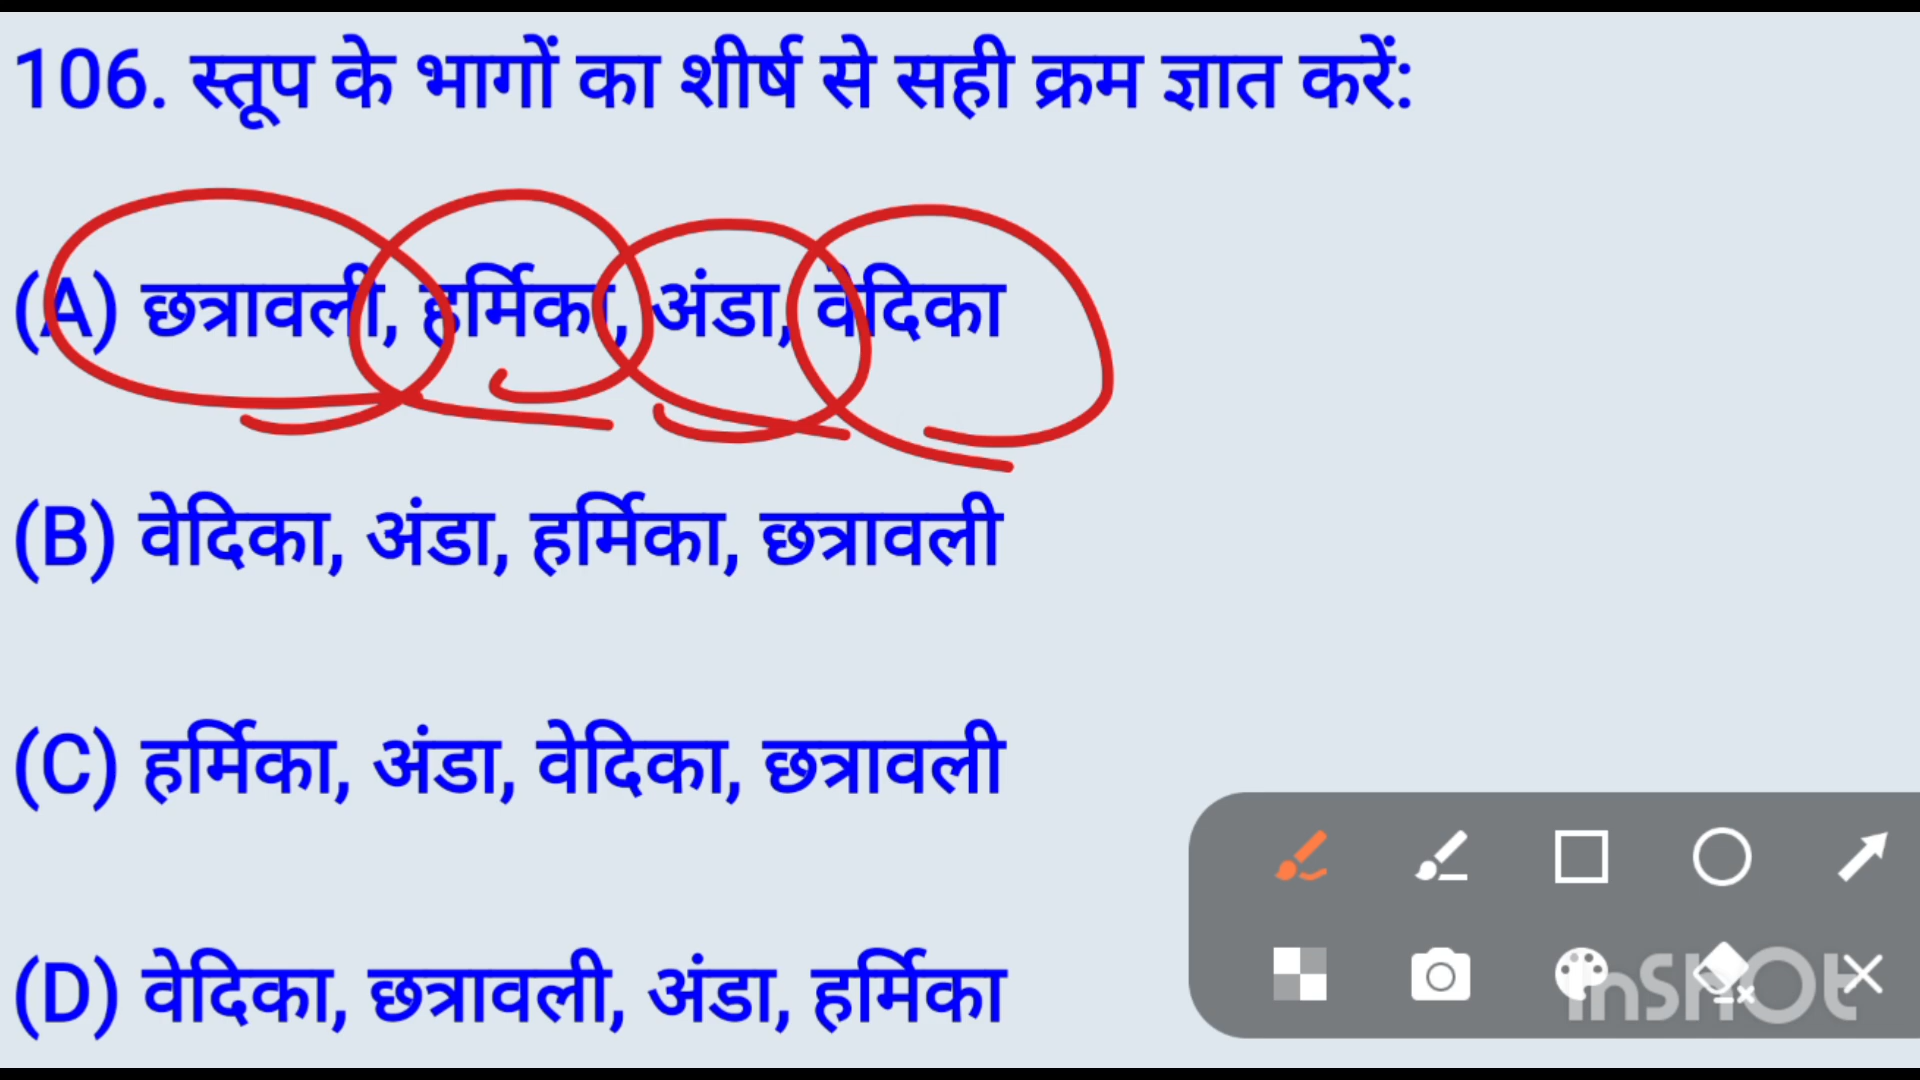 106. स्तूप के भागों का शीर्ष से सही क्रम ज्ञात करें:
(A) छत्रावली, हर्मिका, अंडा, वेदिका
(B) वेदिका, अंडा, हर्मिका, छत्रावली
(C) हर्मिका, अंडा, वेदिका, छत्रावली
(D) वेदिका, छत्रावली, अंडा, हर्मिका
InShOt